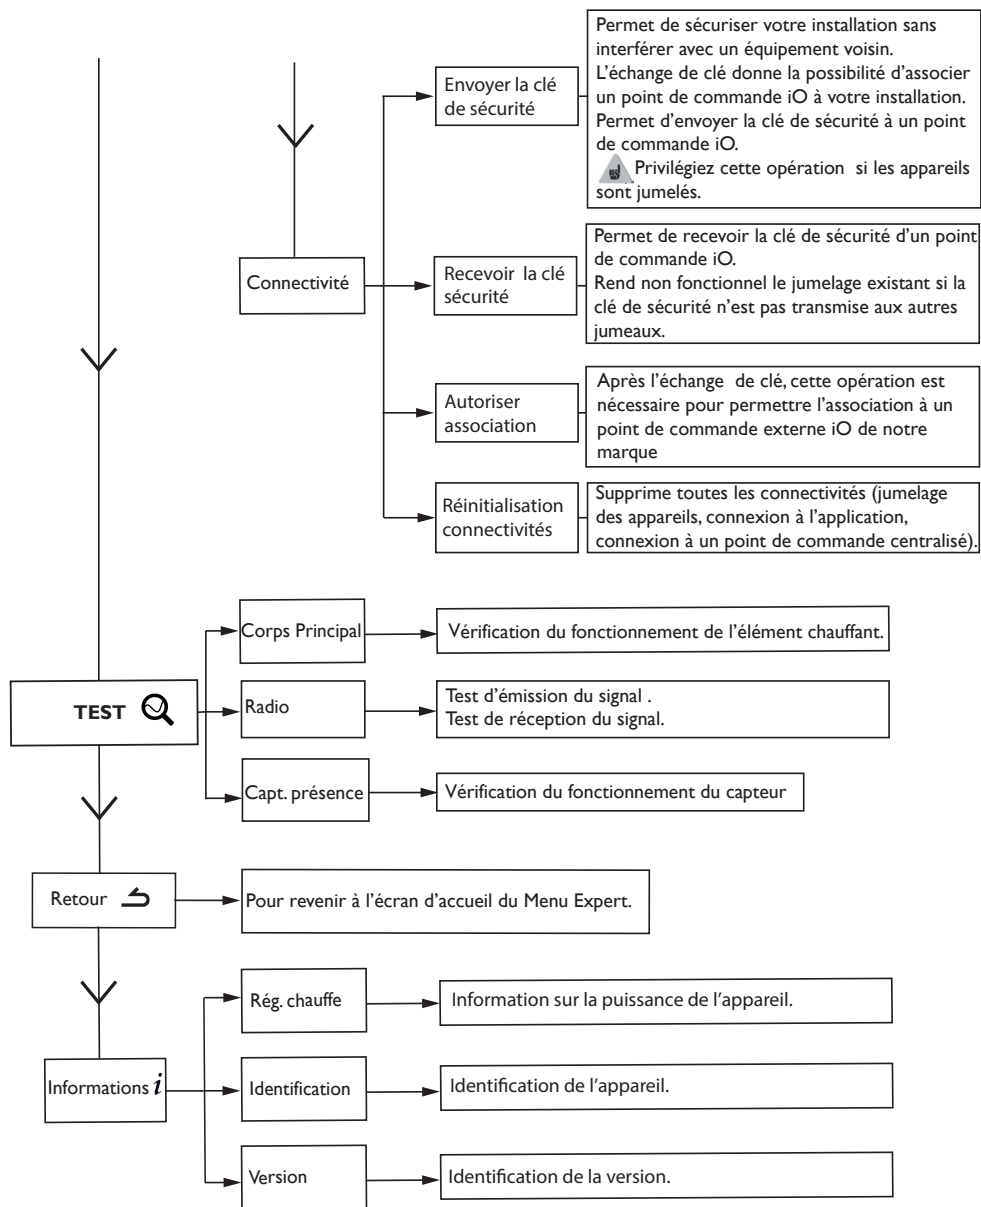 Permet de sécuriser votre installation sans
interférer avec un équipement voisin.
L'échange de clé donne la possibilité d'associer
un point de commande iO à votre installation.
Permet d'envoyer la clé de sécurité à un point
de commande iO.
Privilégiez cette opération si les appareils
sont jumelés.
Envoyer la clé
de sécurité
Connectivité
Recevoir la clé
sécurité
Permet de recevoir la clé de sécurité d'un point
de commande iO.
Rend non fonctionnel le jumelage existant si la
clé de sécurité n'est pas transmise aux autres
jumeaux.
Autoriser
association
Après l'échange de clé, cette opération est
nécessaire pour permettre l'association à un
point de commande externe iO de notre
marque
Réinitialisation
connectivités
Supprime toutes les connectivités (jumelage
des appareils, connexion à l'application,
connexion à un point de commande centralisé).
TEST
Corps Principal
Vérification du fonctionnement de l'élément chauffant.
Radio
Test d'émission du signal .
Test de réception du signal.
Capt. présence
Vérification du fonctionnement du capteur
Retour
Pour revenir à l'écran d'accueil du Menu Expert.
Informations i
Rég. chauffe
Information sur la puissance de l'appareil.
Identification
Identification de l'appareil.
Version
Identification de la version.